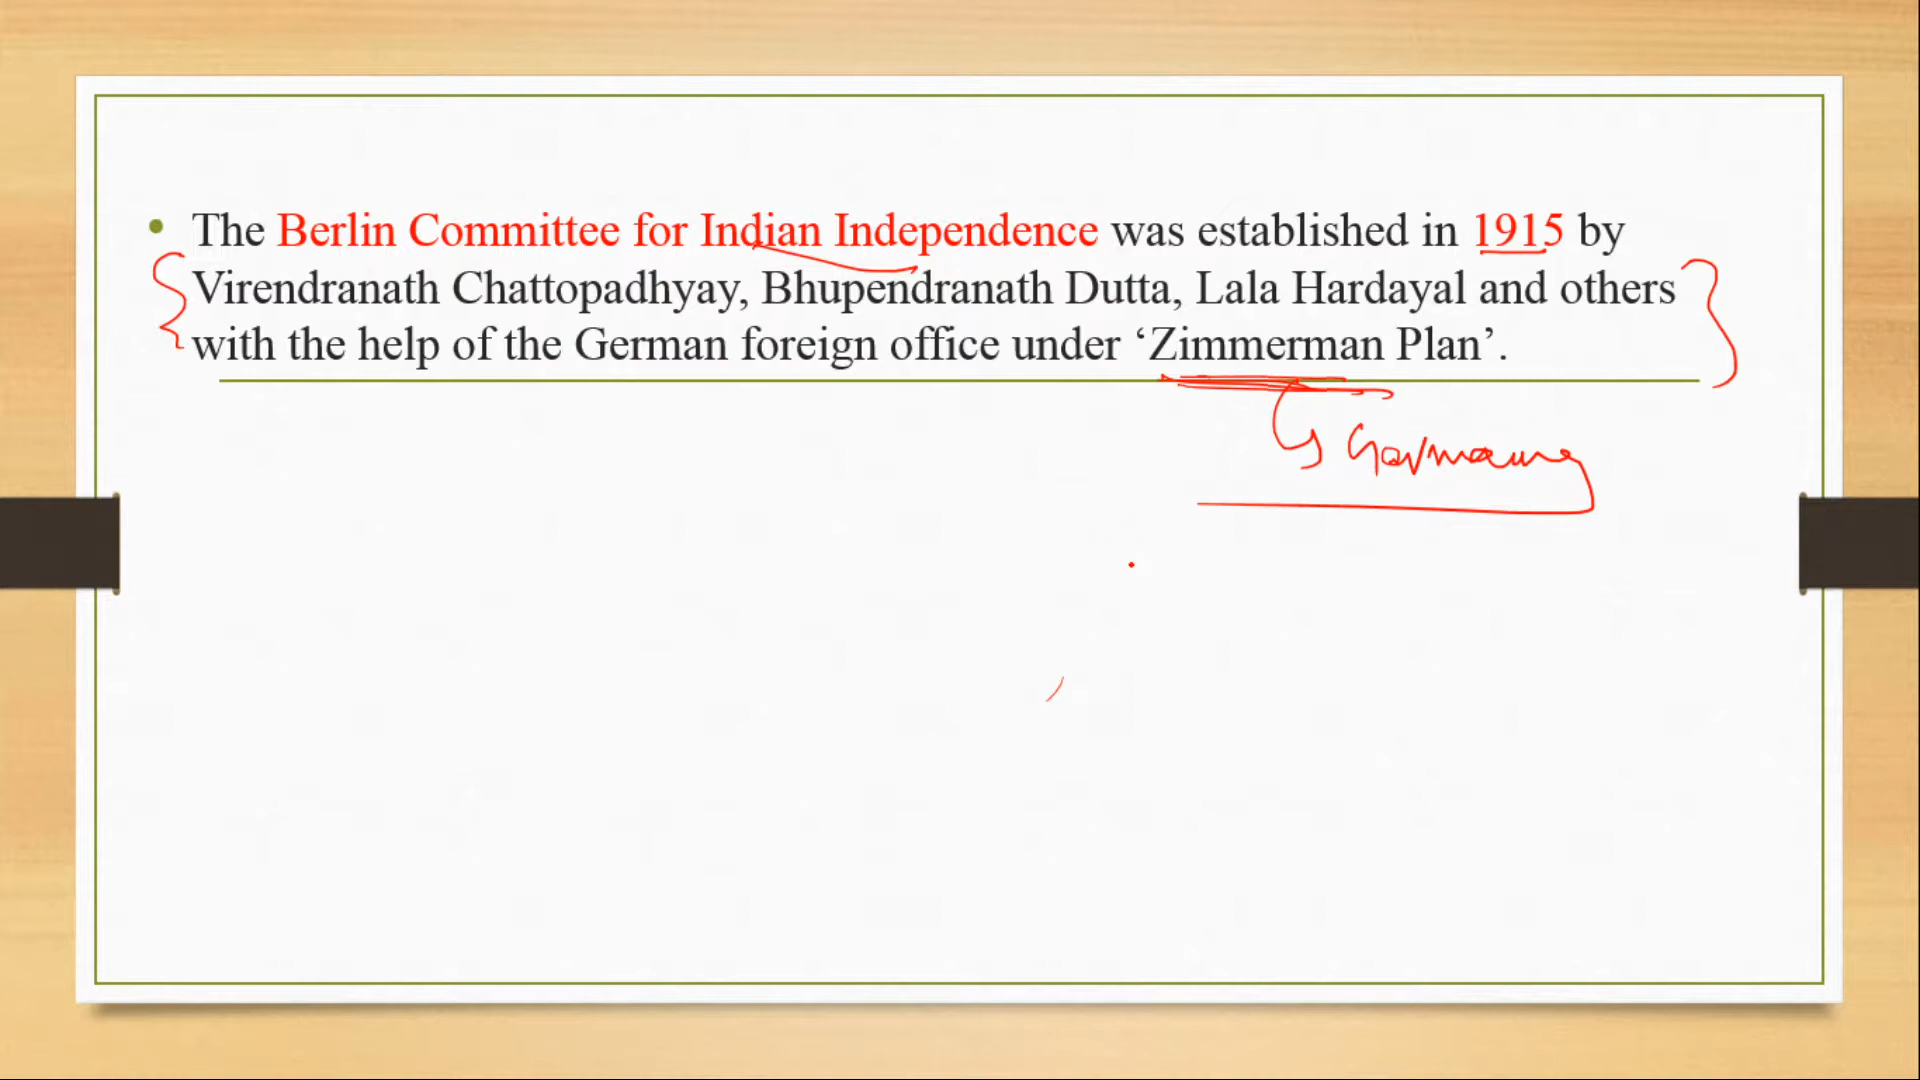 • The Berlin Committee for Indian Independence was established in 1915 by
Virendranath Chattopadhyay, Bhupendranath Dutta, Lala Hardayal and others
with the help of the German foreign office under ‘Zimmerman Plan’.
Germany